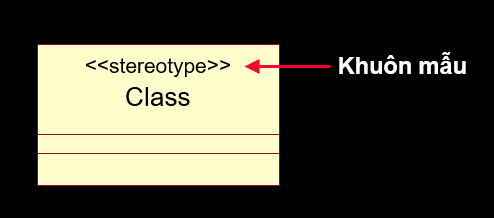 <<stereotype>>
Khuôn mẫu
Class